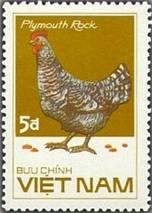 Plymouth Rock
5đ
BƯU CHÍNH
VIỆT NAM